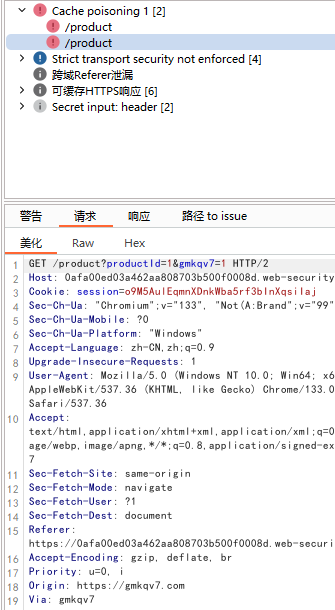 Cache poisoning 1 [2]
/product
/product
Strict transport security not enforced [4]
跨域Referer泄漏
可缓存HTTPS响应 [6]
Secret input: header [2]
警告 请求 响应 路径 to issue
美化 Raw Hex
1 GET /product?productId=1&gmkqv7=1 HTTP/2
2 Host: 0afa00ed03a462aa808703b500f0008d.web-security
3 Cookie: session=o9M5AulEqmnXDnkWba5rf3blnXqsilaj
4 Sec-Ch-Ua: "Chromium";v="133", "Not(A:Brand";v="99"
5 Sec-Ch-Ua-Mobile: ?0
6 Sec-Ch-Ua-Platform: "Windows"
7 Accept-Language: zh-CN,zh;q=0.9
8 Upgrade-Insecure-Requests: 1
9 User-Agent: Mozilla/5.0 (Windows NT 10.0; Win64; x6
AppleWebKit/537.36 (KHTML, like Gecko) Chrome/133.0
Safari/537.36
10 Accept:
text/html,application/xhtml+xml,application/xml;q=0
age/webp,image/apng,*/*;q=0.8,application/signed-ex
7
11 Sec-Fetch-Site: same-origin
12 Sec-Fetch-Mode: navigate
13 Sec-Fetch-User: ?1
14 Sec-Fetch-Dest: document
15 Referer:
https://0afa00ed03a462aa808703b500f0008d.web-securi
16 Accept-Encoding: gzip, deflate, br
17 Priority: u=0, i
18 Origin: https://gmkqv7.com
19 Via: gmkqv7